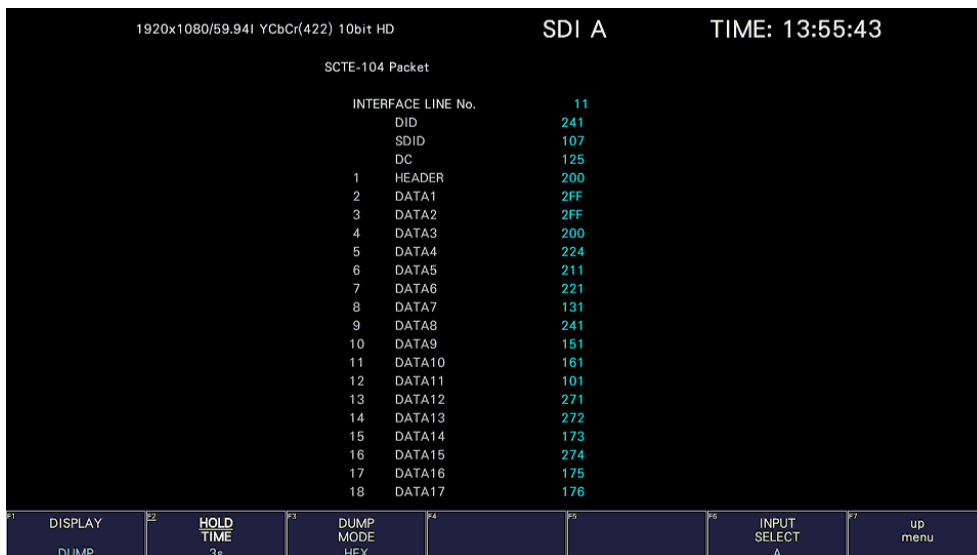 1920x1080/59.94I YCbCr(422) 10bit HD SDI A TIME: 13:55:43
SCTE-104 Packet
INTERFACE LINE No. 11
DID 241
SDID 107
DC 125
1 HEADER 200
2 DATA1 2FF
3 DATA2 2FF
4 DATA3 200
5 DATA4 224
6 DATA5 211
7 DATA6 221
8 DATA7 131
9 DATA8 241
10 DATA9 151
11 DATA10 161
12 DATA11 101
13 DATA12 271
14 DATA13 272
15 DATA14 173
16 DATA15 274
17 DATA16 175
18 DATA17 176
F1 DISPLAY DUMP
F2 HOLD TIME 3s
F3 DUMP MODE HEX
F4
F5
F6 INPUT SELECT A
F7 up menu